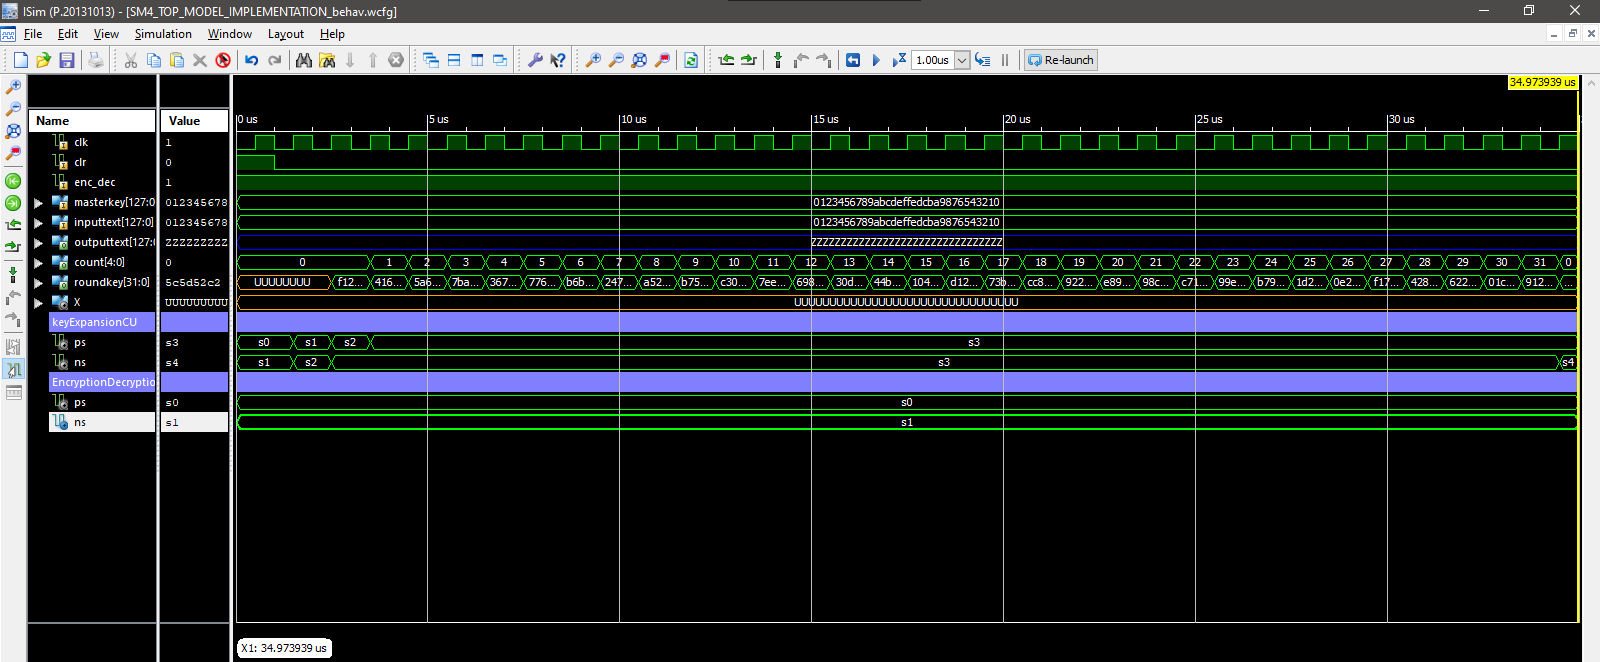 ISim (P.20131013) - [SM4_TOP_MODEL_IMPLEMENTATION_behav.wcfg]
File Edit View Simulation Window Layout Help
1.00us Re-launch
34.973939 us
Name Value 0 us 5 us 10 us 15 us 20 us 25 us 30 us
clk 1
clr 0
enc_dec 1
masterkey[127:0 012345678 0123456789abcdeffedcba9876543210
inputtext[127:0] 012345678 0123456789abcdeffedcba9876543210
outputtext[127:( ZZZZZZZZZ ZZZZZZZZZZZZZZZZZZZZZZZZZZZZZZZZ
count[4:0] 0 0 1 2 3 4 5 6 7 8 9 10 11 12 13 14 15 16 17 18 19 20 21 22 23 24 25 26 27 28 29 30 31 0
roundkey[31:0] 5c5d52c2 UUUUUUUU f12... 416... 5a6... 7ba... 367... 776... b6b... 247... a52... b75... c30... 7ee... 698... 30d... 44b... 104... d12... 73b... cc8... 922... e89... 98c... c71... 99e... b79... 1d2... 0e2... f17... 428... 622... 01c... 912... ...
X UUUUUUUUU UUUUUUUUUUUUUUUUUUUUUUUUUUUUUUUU
keyExpansionCU
ps s3 s0 s1 s2 s3
ns s4 s1 s2 s3 s4
EncryptionDecryptio
ps s0 s0
ns s1 s1
X1: 34.973939 us